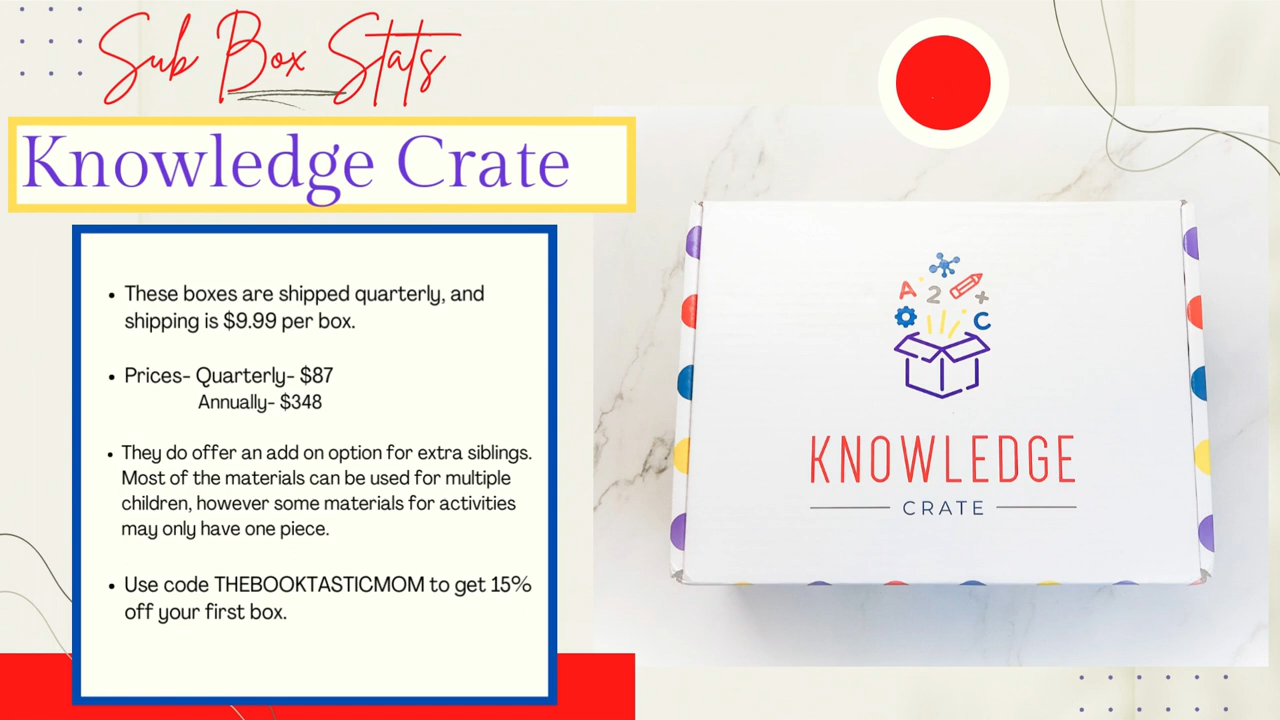 Sub Box Stats
Knowledge Crate
• These boxes are shipped quarterly, and
shipping is $9.99 per box.
• Prices- Quarterly- $87
Annually- $348
• They do offer an add on option for extra siblings.
Most of the materials can be used for multiple
children, however some materials for activities
may only have one piece.
• Use code THEBOOKTASTICMOM to get 15%
off your first box.
A 2 +
C
KNOWLEDGE
CRATE